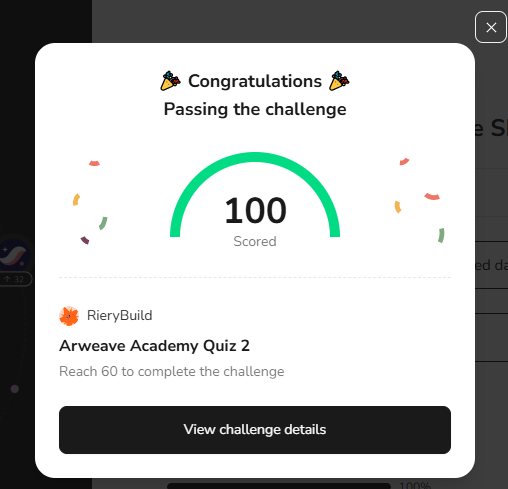 Congratulations
Passing the challenge
100
Scored
RieryBuild
Arweave Academy Quiz 2
Reach 60 to complete the challenge
View challenge details
100%